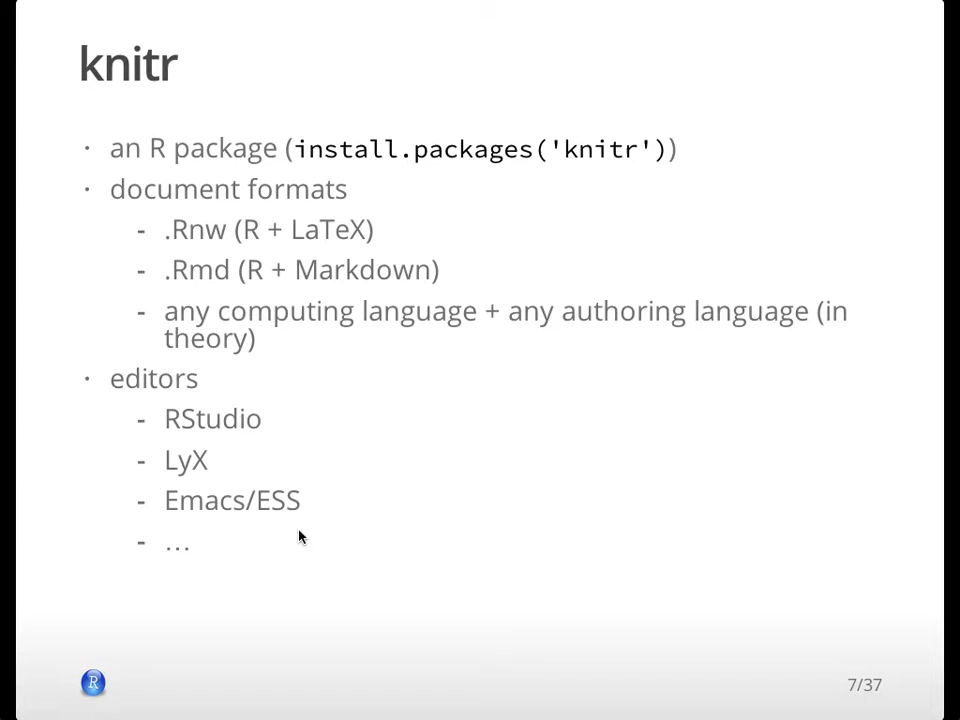 knitr
· an R package (install.packages('knitr'))
· document formats
- .Rnw (R + LaTeX)
- .Rmd (R + Markdown)
- any computing language + any authoring language (in
theory)
· editors
- RStudio
- LyX
- Emacs/ESS
- …
R
7/37